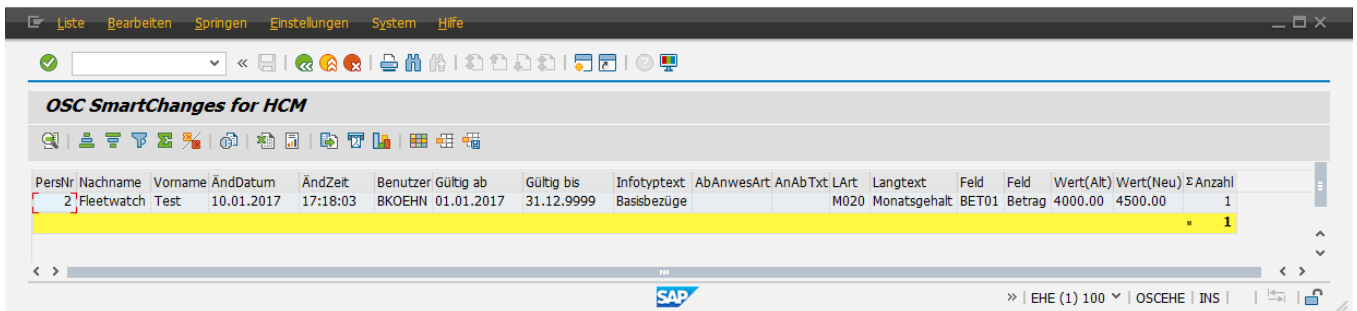 Liste Bearbeiten Springen Einstellungen System Hilfe
OSC SmartChanges for HCM
PersNr Nachname Vorname ÄndDatum ÄndZeit Benutzer Gültig ab Gültig bis Infotyptext AbAnwesArt AnAbTxt LArt Langtext Feld Feld Wert(Alt) Wert(Neu) Σ Anzahl
2 Fleetwatch Test 10.01.2017 17:18:03 BKOEHN 01.01.2017 31.12.9999 Basisbezüge M020 Monatsgehalt BET01 Betrag 4000.00 4500.00 1
1
SAP » EHE (1) 100 OSCEHE INS